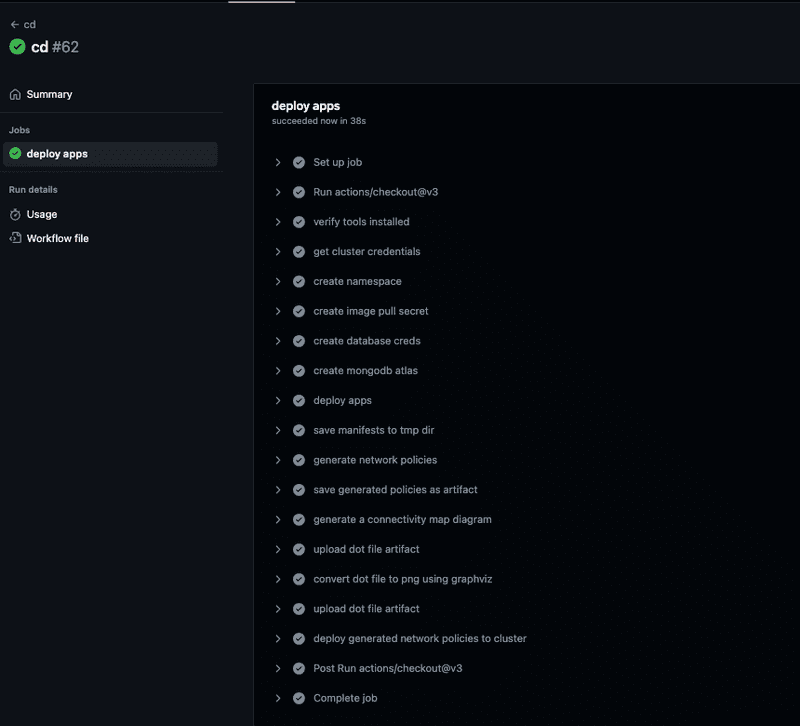 cd
cd #62
Summary
Jobs
deploy apps
Run details
Usage
Workflow file
deploy apps
succeeded now in 38s
Set up job
Run actions/checkout@v3
verify tools installed
get cluster credentials
create namespace
create image pull secret
create database creds
create mongodb atlas
deploy apps
save manifests to tmp dir
generate network policies
save generated policies as artifact
generate a connectivity map diagram
upload dot file artifact
convert dot file to png using graphviz
upload dot file artifact
deploy generated network policies to cluster
Post Run actions/checkout@v3
Complete job